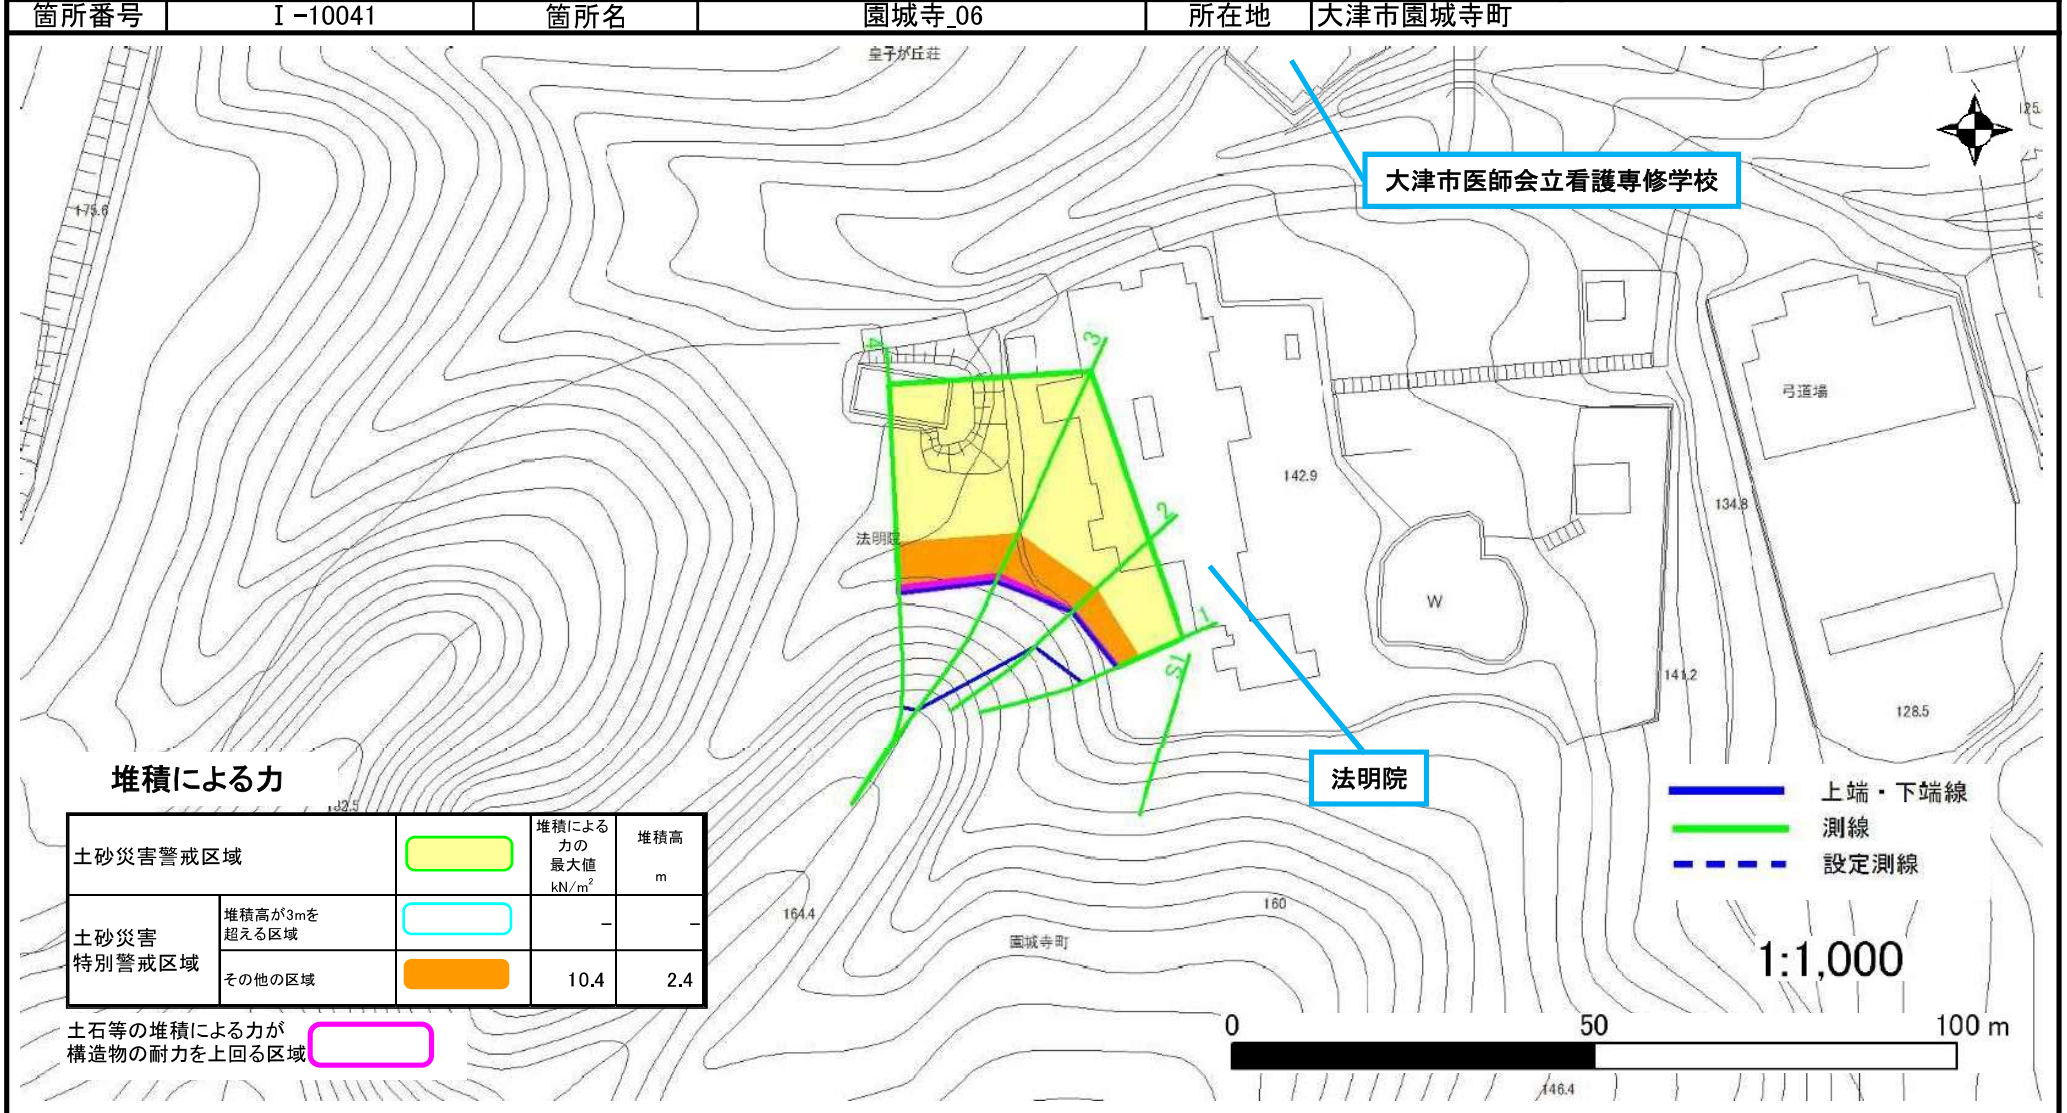 箇所番号 Ⅰ-10041 箇所名 園城寺_06 所在地 大津市園城寺町
皇子が丘荘
大津市医師会立看護専修学校
175.6
4
3
弓道場
142.9
2
134.8
法明院
W
1
S1
141.2
128.5
法明院
堆積による力
土砂災害警戒区域
堆積による
力の
最大値
kN/m²
堆積高
m
土砂災害
特別警戒区域
堆積高が3mを
超える区域
－ －
その他の区域
10.4 2.4
土石等の堆積による力が
構造物の耐力を上回る区域
164.4
160
園城寺町
上端・下端線
測線
設定測線
1:1,000
0 50 100 m
146.4